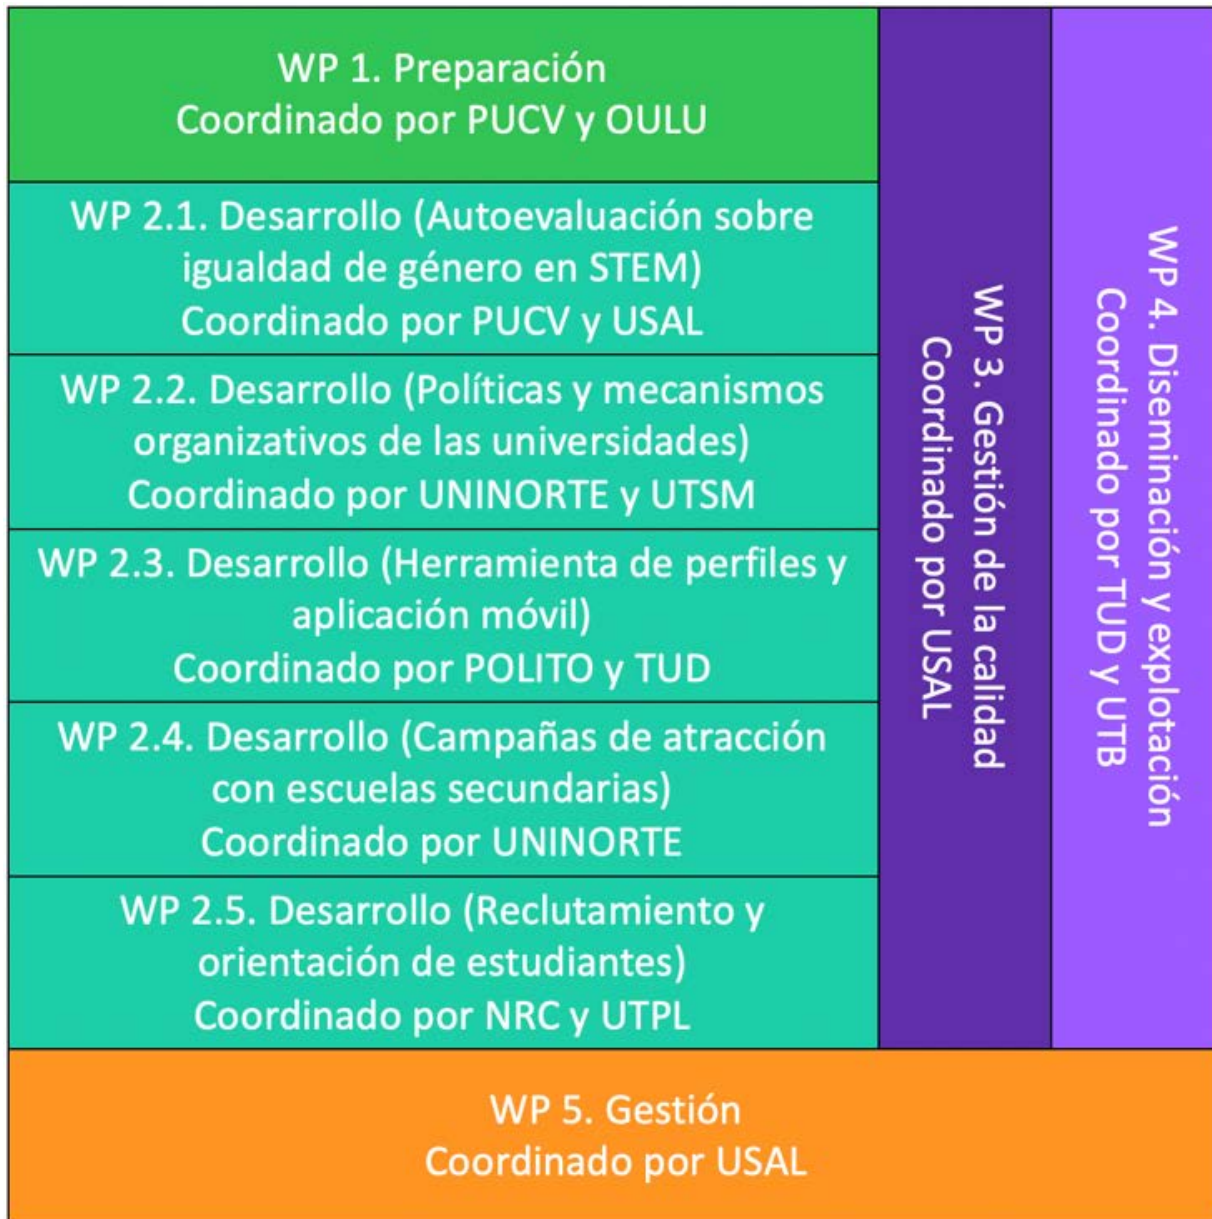 WP 1. Preparación
Coordinado por PUCV y OULU
WP 2.1. Desarrollo (Autoevaluación sobre
igualdad de género en STEM)
Coordinado por PUCV y USAL
WP 2.2. Desarrollo (Políticas y mecanismos
organizativos de las universidades)
Coordinado por UNINORTE y UTSM
WP 2.3. Desarrollo (Herramienta de perfiles y
aplicación móvil)
Coordinado por POLITO y TUD
WP 2.4. Desarrollo (Campañas de atracción
con escuelas secundarias)
Coordinado por UNINORTE
WP 2.5. Desarrollo (Reclutamiento y
orientación de estudiantes)
Coordinado por NRC y UTPL
WP 3. Gestión de la calidad
Coordinado por USAL
WP 4. Diseminación y explotación
Coordinado por TUD y UTB
WP 5. Gestión
Coordinado por USAL